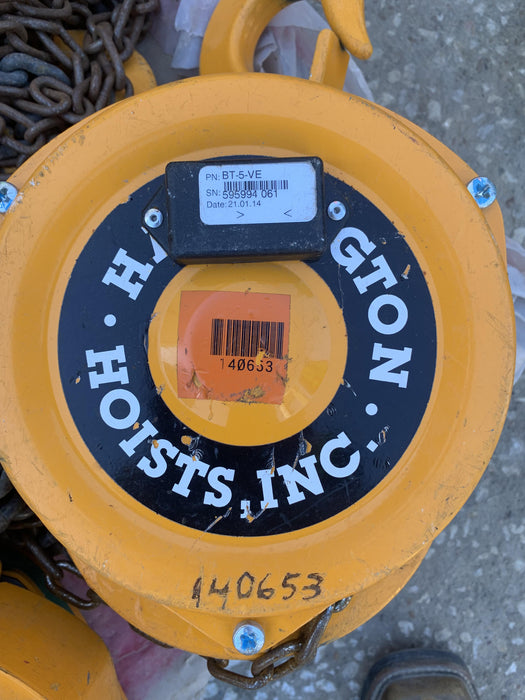 PN: BT-5-VE
SN: 595994 061
Date: 21.01.14
> <
GTON
140653
· HOISTS, INC. ·
140653